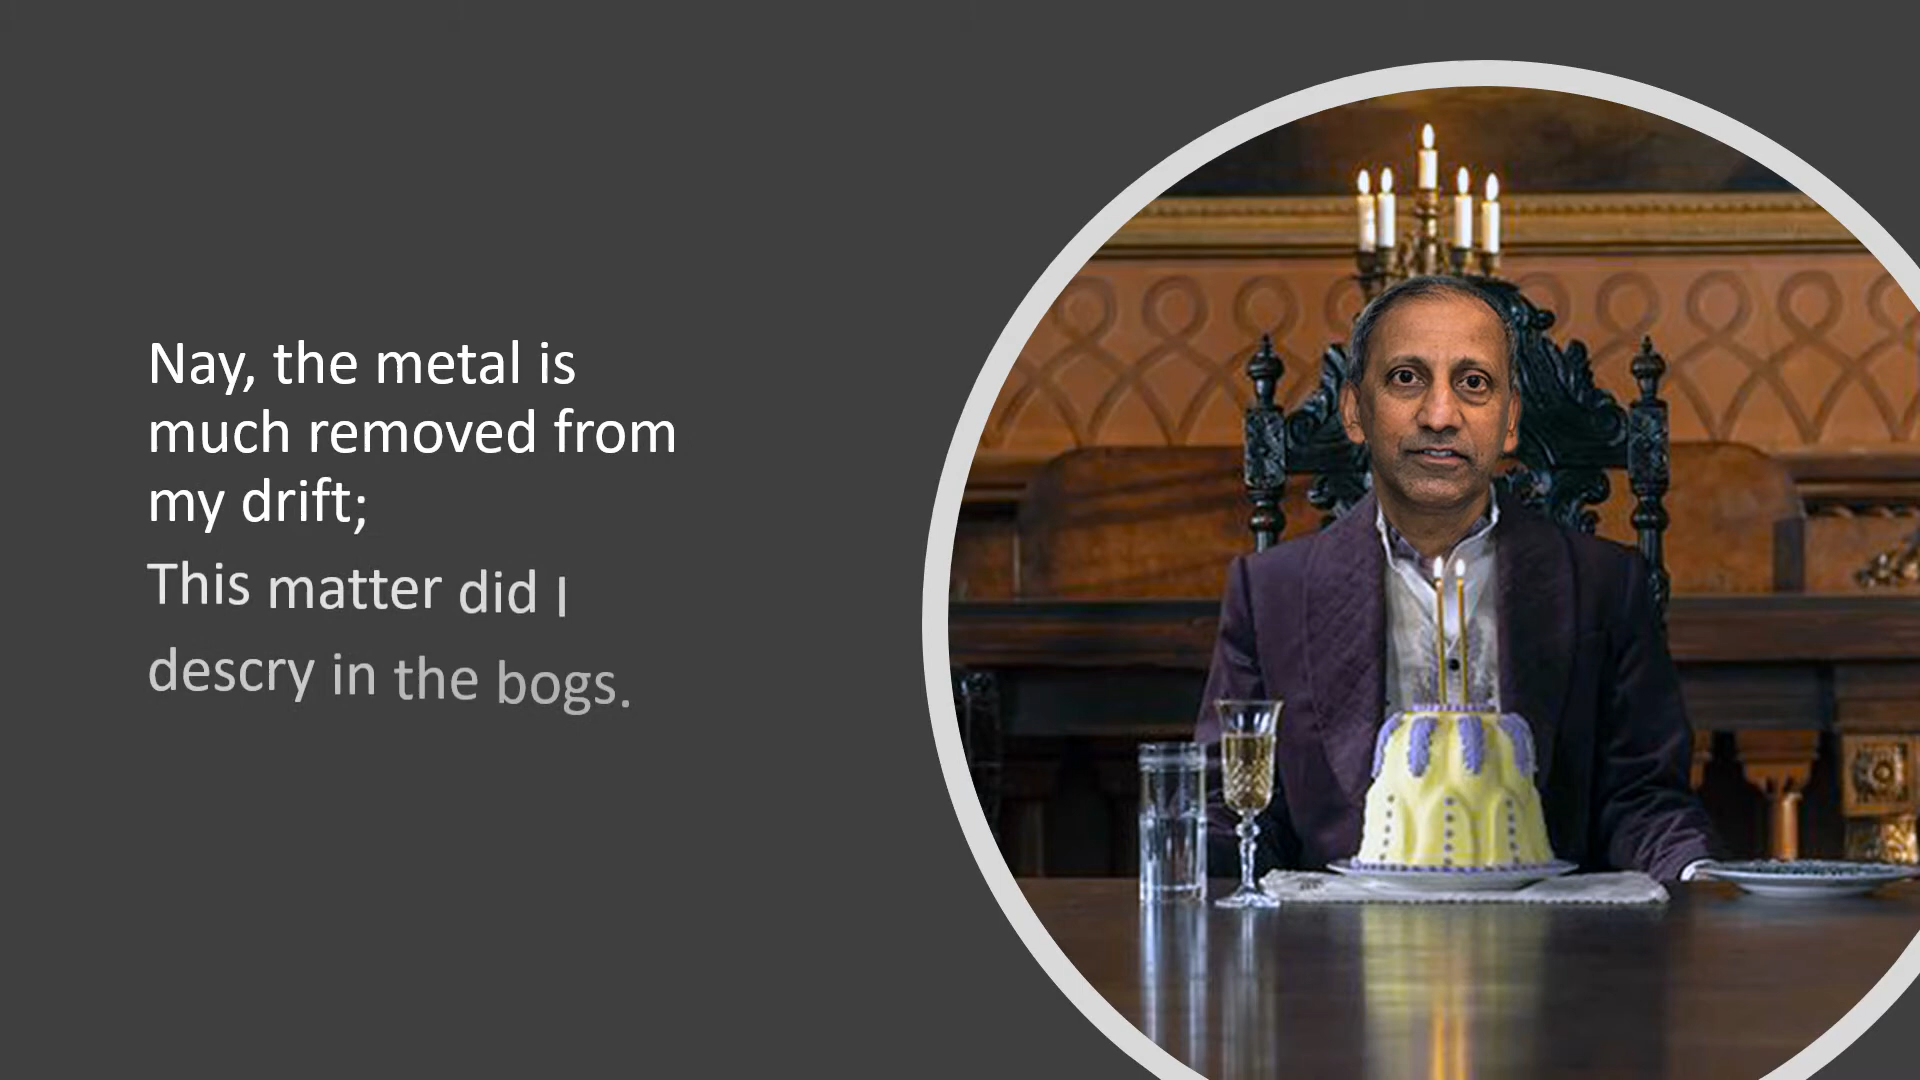 Nay, the metal is
much removed from
my drift;
This matter did I
descry in the bogs.